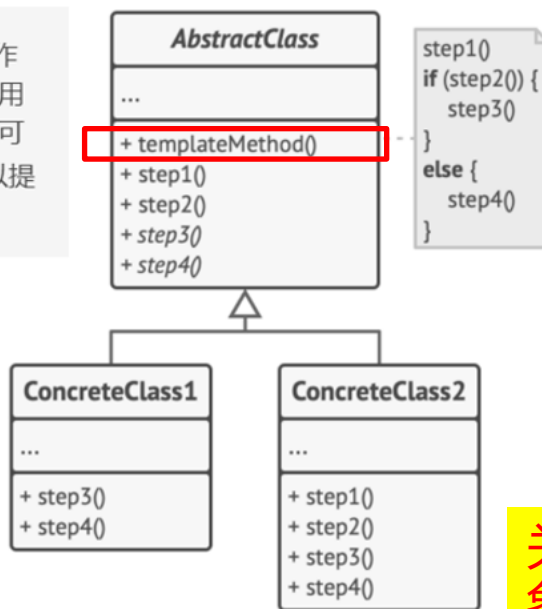 作
用
可
以提
AbstractClass
...
+ templateMethod()
+ step1()
+ step2()
+ step3()
+ step4()
step1()
if (step2()) {
step3()
}
else {
step4()
}
ConcreteClass1
...
+ step3()
+ step4()
ConcreteClass2
...
+ step1()
+ step2()
+ step3()
+ step4()